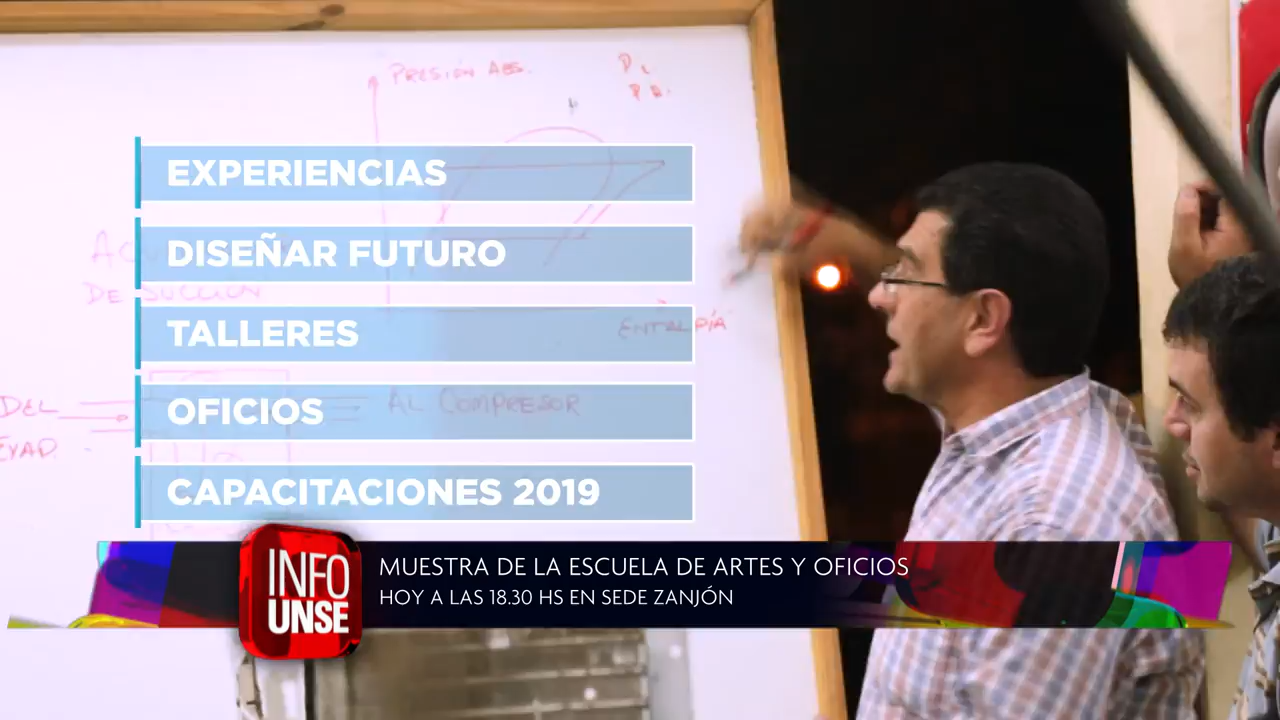 PRESIÓN ABS.
EXPERIENCIAS
DISEÑAR FUTURO
DE SUCCIÓN
TALLERES
ENTALPÍA
DEL
AL COMPRESOR
OFICIOS
EVAD.
CAPACITACIONES 2019
INFO
UNSE
MUESTRA DE LA ESCUELA DE ARTES Y OFICIOS
HOY A LAS 18.30 HS EN SEDE ZANJÓN